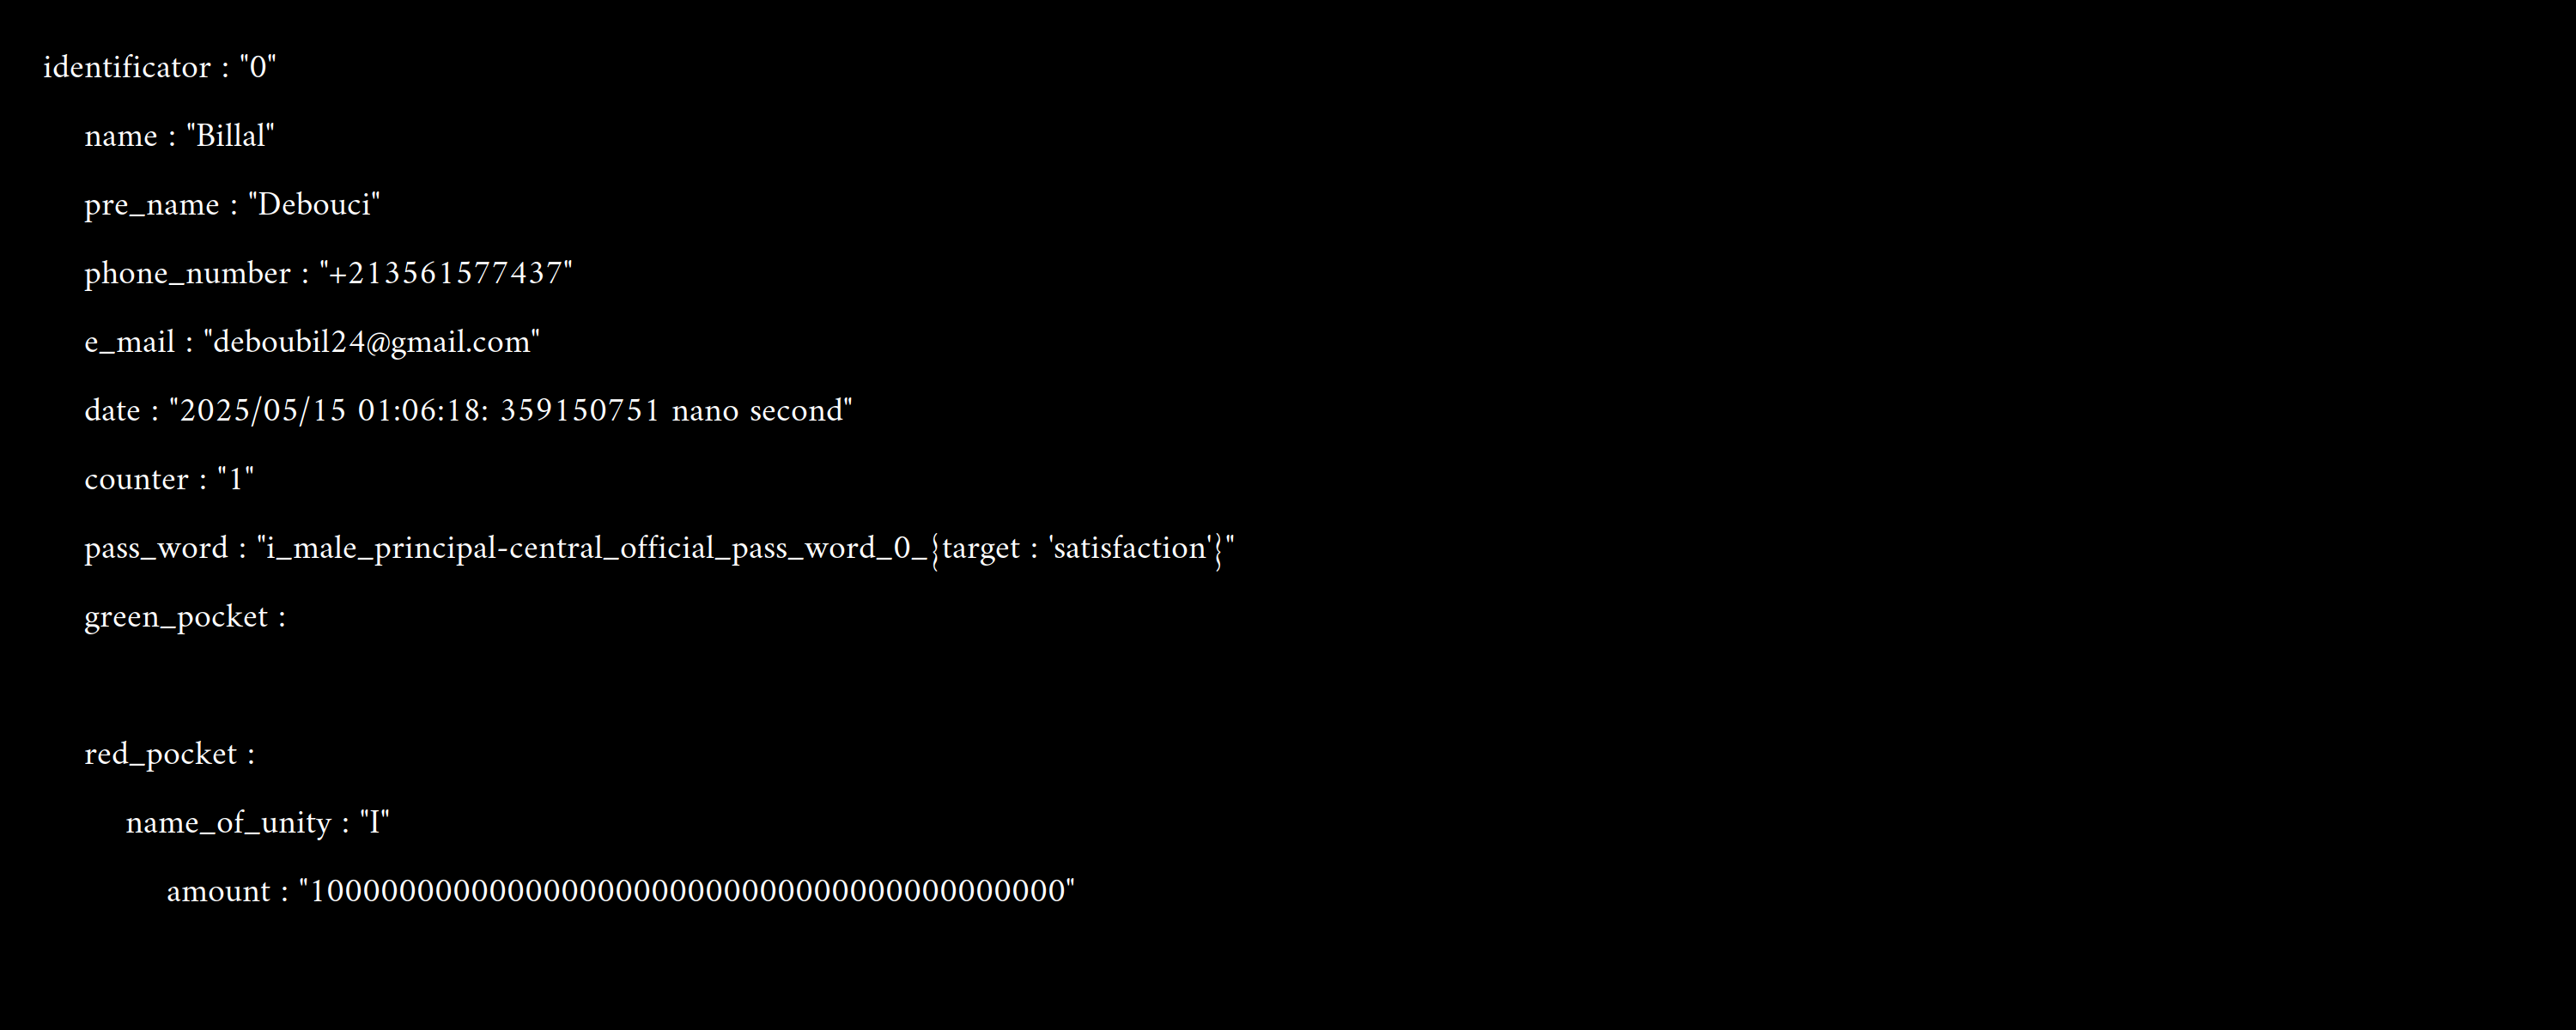 identificator : "0"
name : "Billal"
pre_name : "Debouci"
phone_number : "+213561577437"
e_mail : "deboubil24@gmail.com"
date : "2025/05/15 01:06:18: 359150751 nano second"
counter : "1"
pass_word : "i_male_principal-central_official_pass_word_0_{target : 'satisfaction'}"
green_pocket :
red_pocket :
name_of_unity : "I"
amount : "100000000000000000000000000000000000000000"